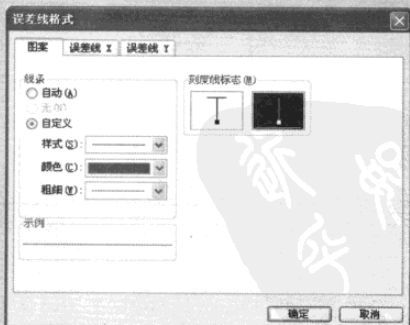 误差线格式
图案 误差线 X 误差线 Y
线条
自动(A)
无(N)
自定义
样式(S):
颜色(C):
粗细(W):
示例
刻度线标志(M)
确定 取消